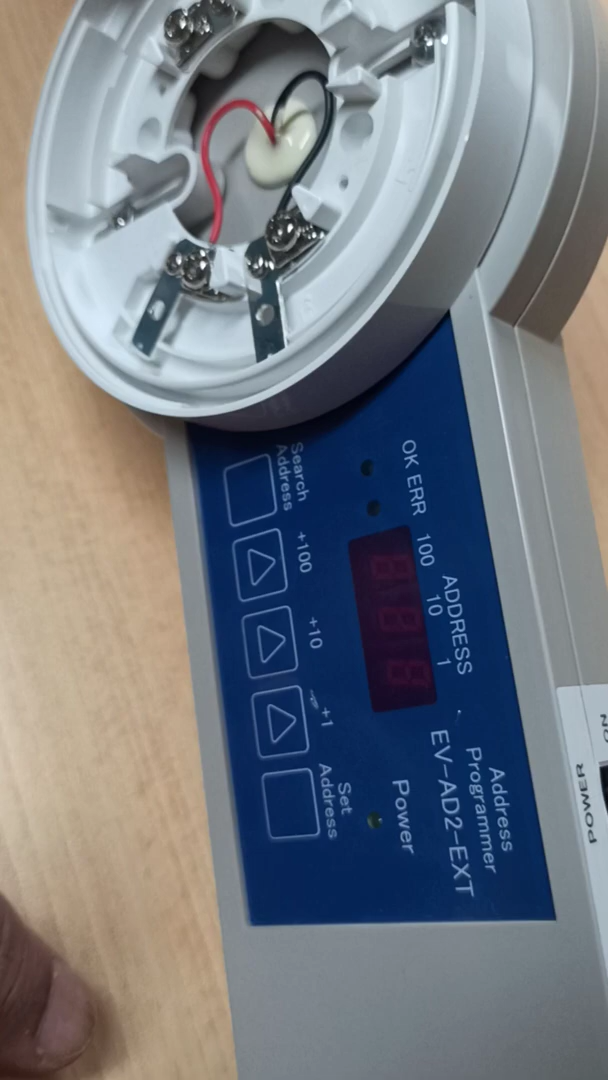 Address
Programmer
EV-AD2-EXT
Power
ADDRESS
100 10 1
OK ERR
Search
Address
+100
+10
+1
Set
Address
ON
POWER